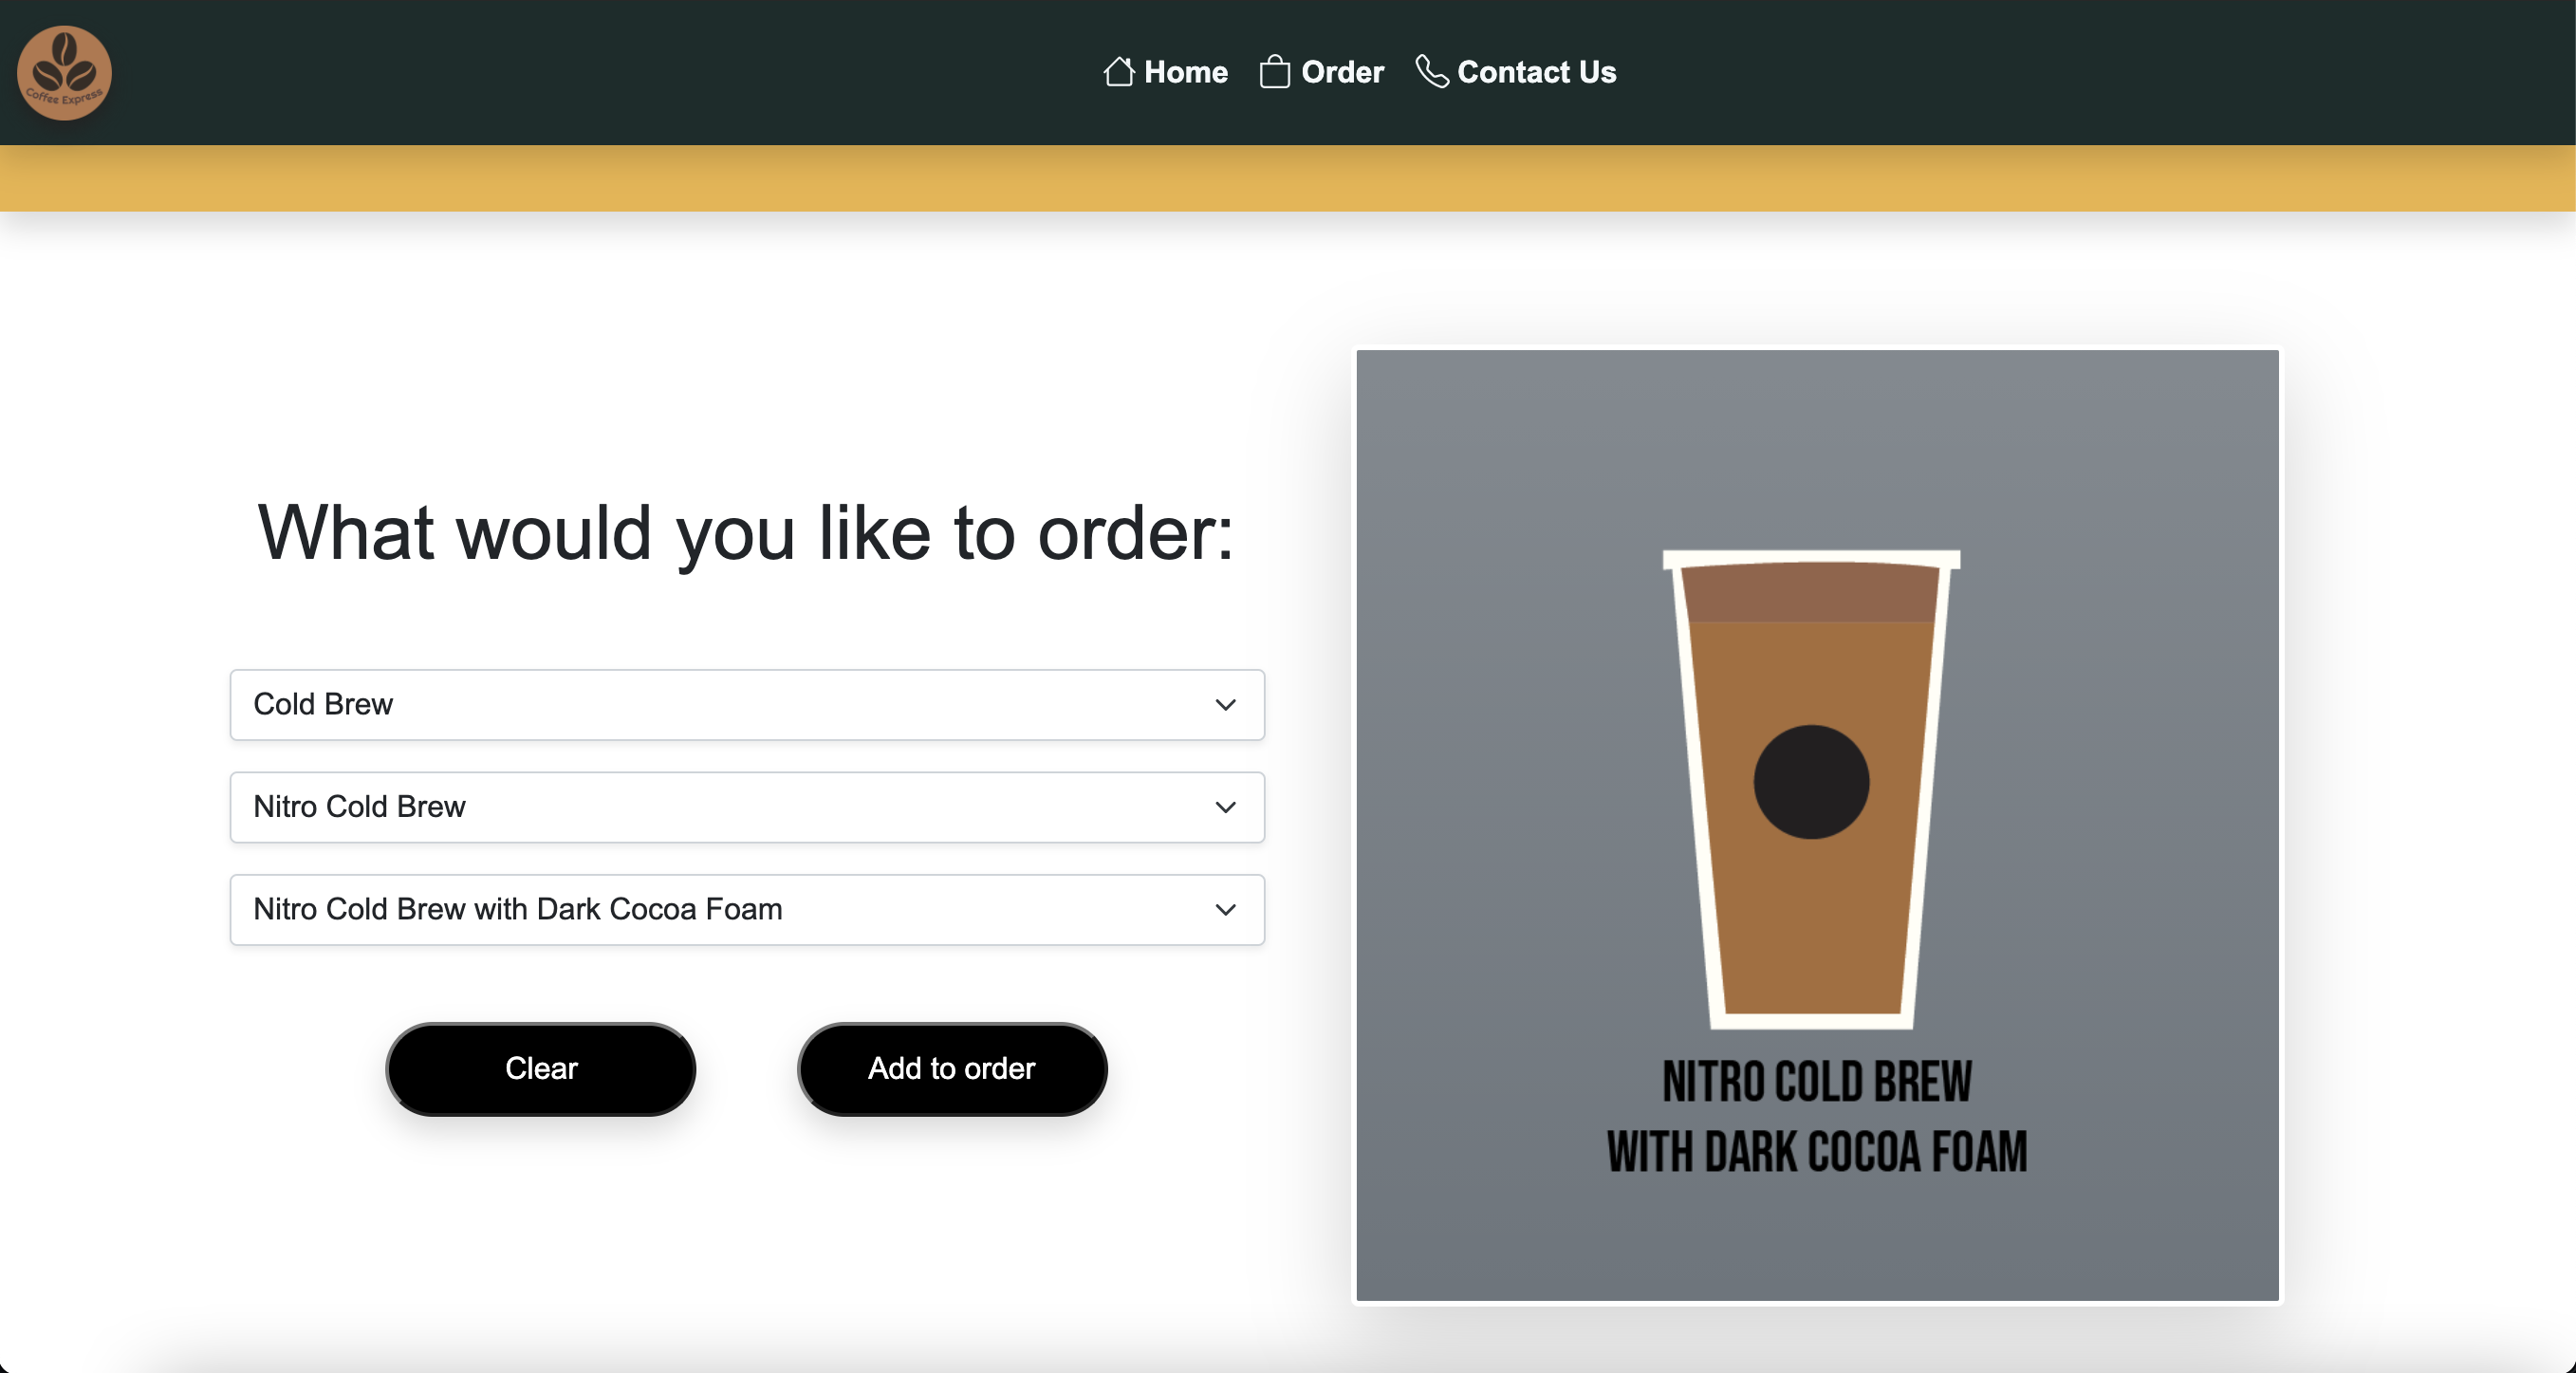 Coffee Express
Home Order Contact Us
What would you like to order:
Cold Brew
Nitro Cold Brew
Nitro Cold Brew with Dark Cocoa Foam
Clear Add to order
NITRO COLD BREW
WITH DARK COCOA FOAM